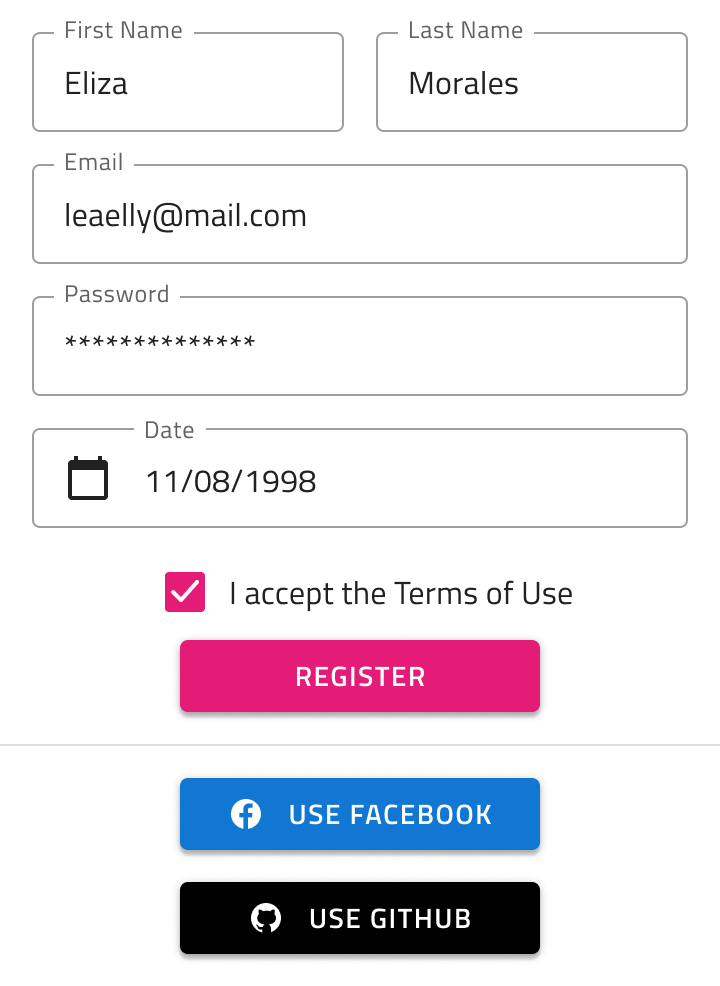 First Name Last Name
Eliza Morales
Email
leaelly@mail.com
Password
**************
Date
11/08/1998
I accept the Terms of Use
REGISTER
USE FACEBOOK
USE GITHUB